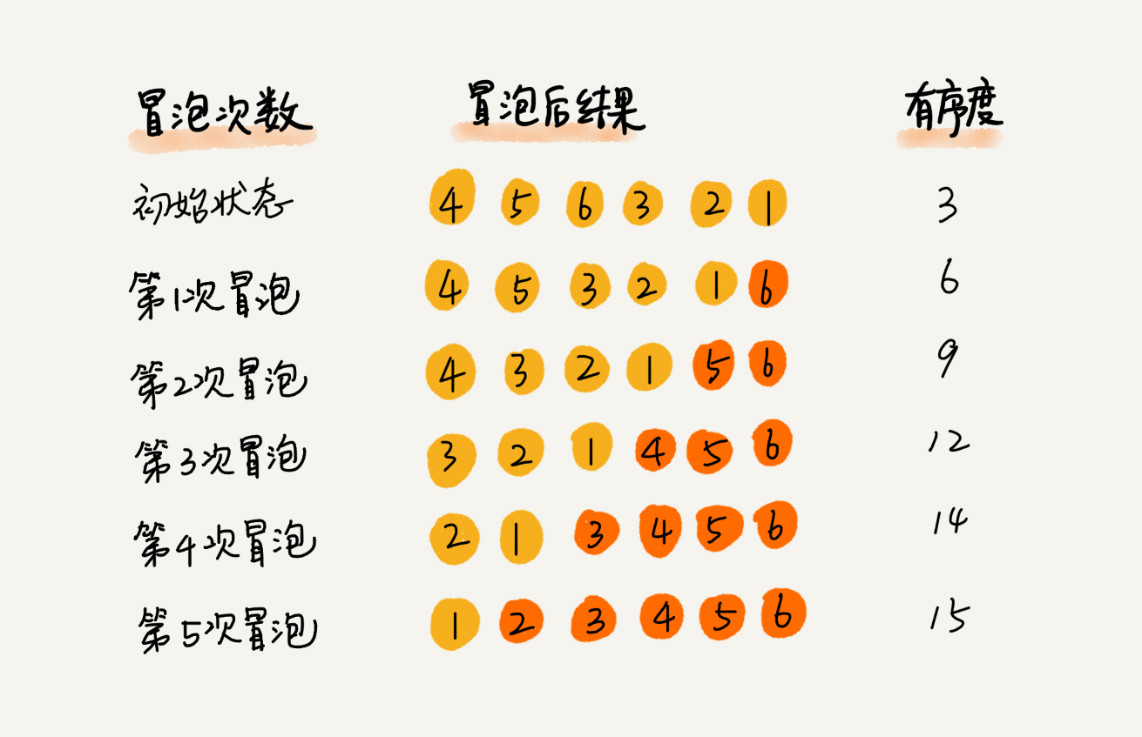 冒泡次数 冒泡后结果 有序度
初始状态 4 5 6 3 2 1 3
第1次冒泡 4 5 3 2 1 6 6
第2次冒泡 4 3 2 1 5 6 9
第3次冒泡 3 2 1 4 5 6 12
第4次冒泡 2 1 3 4 5 6 14
第5次冒泡 1 2 3 4 5 6 15